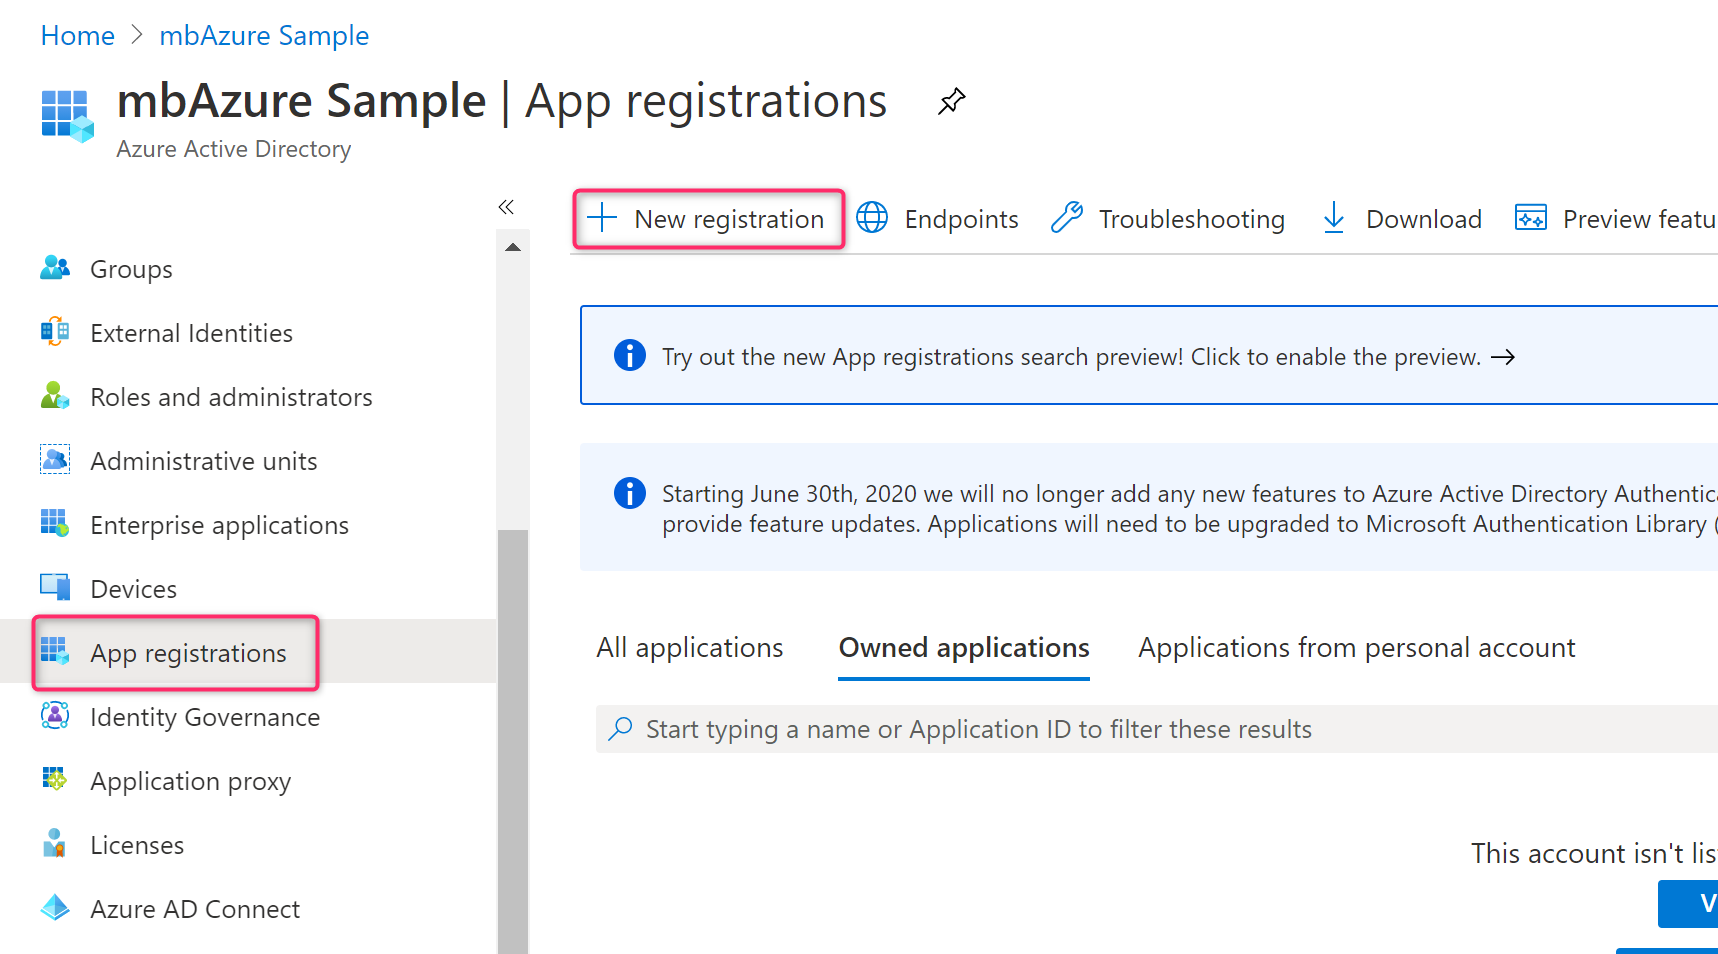 Home > mbAzure Sample
mbAzure Sample | App registrations
Azure Active Directory
Groups
External Identities
Roles and administrators
Administrative units
Enterprise applications
Devices
App registrations
Identity Governance
Application proxy
Licenses
Azure AD Connect
New registration
Endpoints
Troubleshooting
Download
Preview featu
Try out the new App registrations search preview! Click to enable the preview. →
Starting June 30th, 2020 we will no longer add any new features to Azure Active Directory Authentic
provide feature updates. Applications will need to be upgraded to Microsoft Authentication Library (
All applications
Owned applications
Applications from personal account
Start typing a name or Application ID to filter these results
This account isn't lis
V